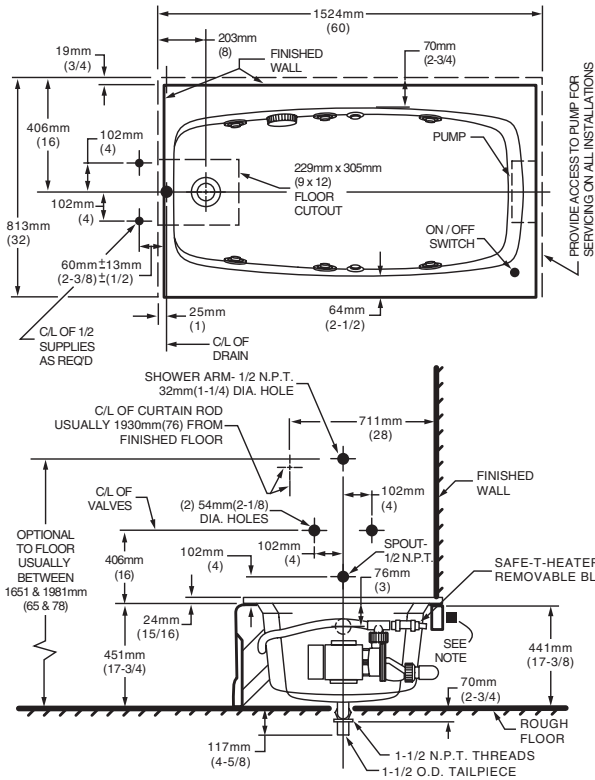 1524mm
(60)
203mm
(8)
FINISHED
WALL
70mm
(2-3/4)
19mm
(3/4)
406mm
(16)
102mm
(4)
PUMP
229mm x 305mm
(9 x 12)
FLOOR
CUTOUT
102mm
(4)
813mm
(32)
ON / OFF
SWITCH
PROVIDE ACCESS TO PUMP FOR
SERVICING ON ALL INSTALLATIONS
60mm±13mm
(2-3/8)±(1/2)
25mm
(1)
64mm
(2-1/2)
C/L OF 1/2
SUPPLIES
AS REQ'D
C/L OF
DRAIN
SHOWER ARM- 1/2 N.P.T.
32mm(1-1/4) DIA. HOLE
C/L OF CURTAIN ROD
USUALLY 1930mm(76) FROM
FINISHED FLOOR
711mm
(28)
FINISHED
WALL
C/L OF
VALVES
(2) 54mm(2-1/8)
DIA. HOLES
102mm
(4)
OPTIONAL
TO FLOOR
USUALLY
BETWEEN
1651 & 1981mm
(65 & 78)
406mm
(16)
102mm
(4)
102mm
(4)
SPOUT-
1/2 N.P.T.
76mm
(3)
SAFE-T-HEATER
REMOVABLE BL
24mm
(15/16)
451mm
(17-3/4)
SEE
NOTE
441mm
(17-3/8)
70mm
(2-3/4)
ROUGH
FLOOR
117mm
(4-5/8)
1-1/2 N.P.T. THREADS
1-1/2 O.D. TAILPIECE